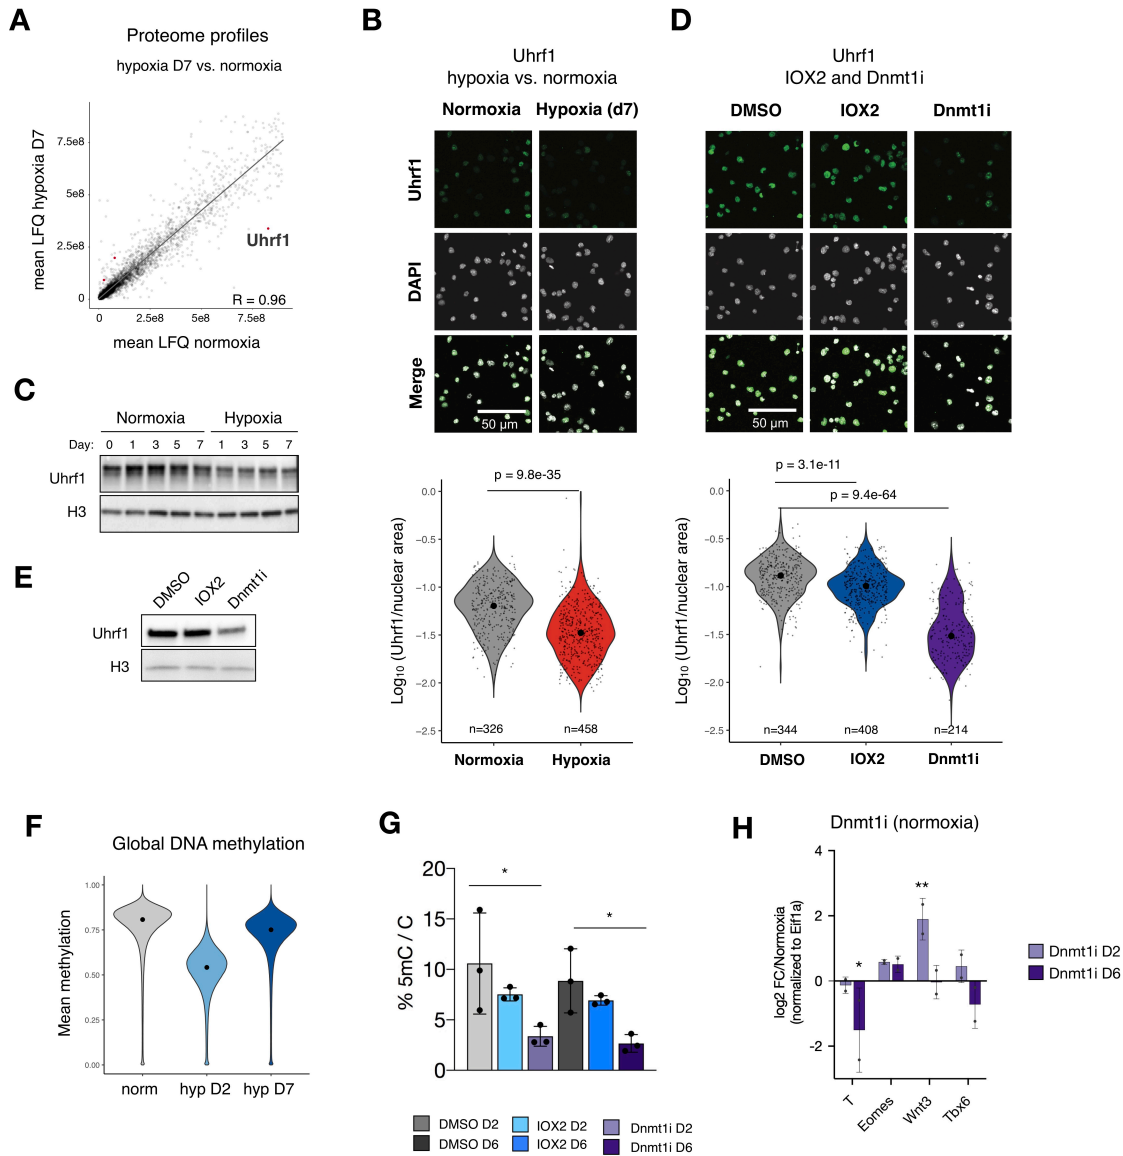 A
Proteome profiles
hypoxia D7 vs. normoxia
mean LFQ hypoxia D7
7.5e8
5e8
2.5e8
0
Uhrf1
R = 0.96
0 2.5e8 5e8 7.5e8
mean LFQ normoxia
B
Uhrf1
hypoxia vs. normoxia
Normoxia Hypoxia (d7)
Uhrf1
DAPI
Merge
50 µm
p = 9.8e-35
Log₁₀ (Uhrf1/nuclear area)
0.0
−0.5
−1.0
−1.5
−2.0
−2.5
n=326 n=458
Normoxia Hypoxia
C
Normoxia Hypoxia
Day: 0 1 3 5 7 1 3 5 7
Uhrf1
H3
D
Uhrf1
IOX2 and Dnmt1i
DMSO IOX2 Dnmt1i
50 µm
p = 3.1e-11
p = 9.4e-64
Log₁₀ (Uhrf1/nuclear area)
0.0
−0.5
−1.0
−1.5
−2.0
−2.5
n=344 n=408 n=214
DMSO IOX2 Dnmt1i
E
DMSO IOX2 Dnmt1i
Uhrf1
H3
F
Global DNA methylation
Mean methylation
1.00
0.75
0.50
0.25
0.00
norm hyp D2 hyp D7
G
% 5mC / C
20
15
10
5
0
*
*
DMSO D2 IOX2 D2 Dnmt1i D2
DMSO D6 IOX2 D6 Dnmt1i D6
H
Dnmt1i (normoxia)
log2 FC/Normoxia
(normalized to Eif1a)
4
2
0
-2
*
**
T Eomes Wnt3 Tbx6
Dnmt1i D2
Dnmt1i D6